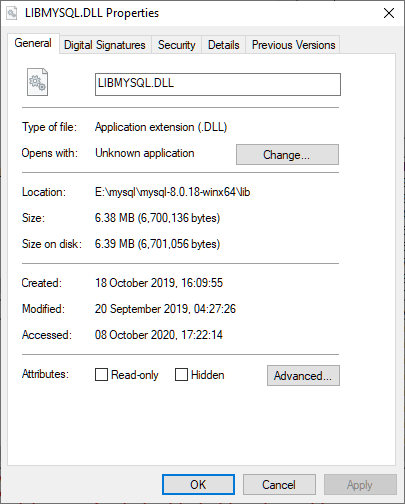 LIBMYSQL.DLL Properties
General Digital Signatures Security Details Previous Versions
LIBMYSQL.DLL
Type of file: Application extension (.DLL)
Opens with: Unknown application Change...
Location: E:\mysql\mysql-8.0.18-winx64\lib
Size: 6.38 MB (6,700,136 bytes)
Size on disk: 6.39 MB (6,701,056 bytes)
Created: 18 October 2019, 16:09:55
Modified: 20 September 2019, 04:27:26
Accessed: 08 October 2020, 17:22:14
Attributes: Read-only Hidden Advanced...
OK Cancel Apply